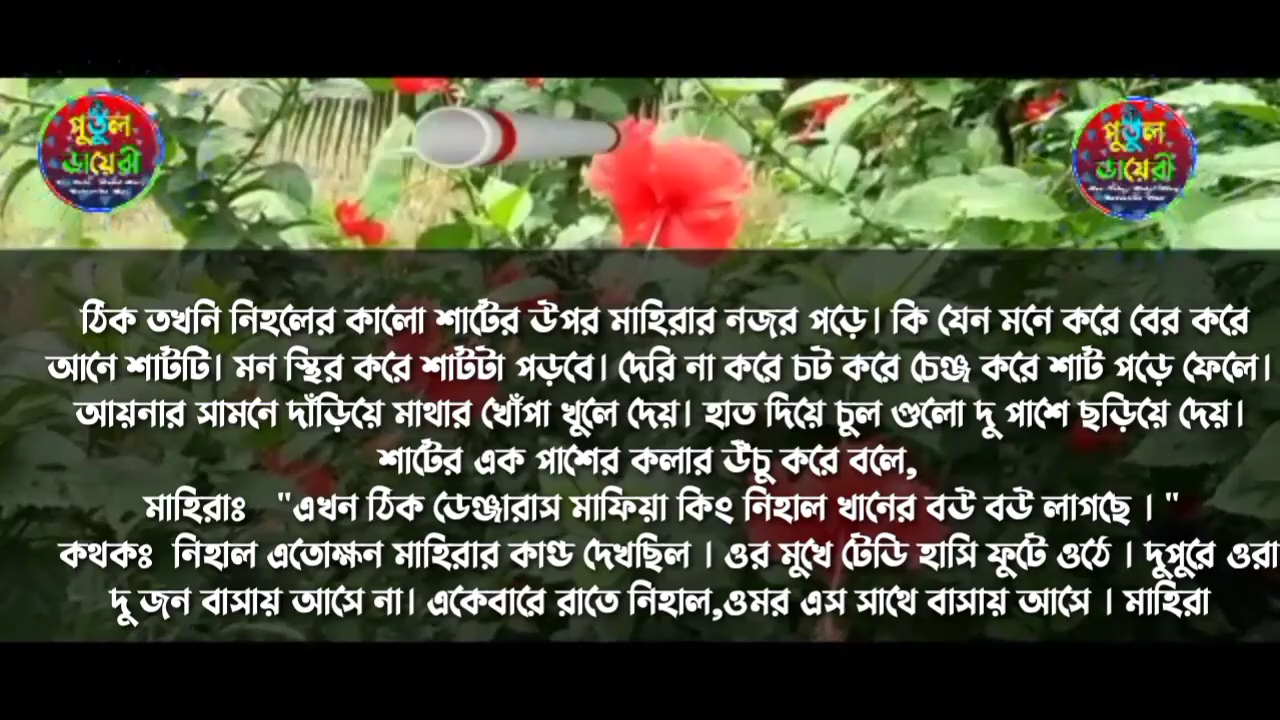 পুতুল
ডায়েরী
পুতুল
ডায়েরী
ঠিক তখনি নিহলের কালো শার্টের উপর মাহিরার নজর পড়ে। কি যেন মনে করে বের করে
আনে শার্টটি। মন স্থির করে শার্টটা পড়বে। দেরি না করে চট করে চেঞ্জ করে শার্ট পড়ে ফেলে।
আয়নার সামনে দাঁড়িয়ে মাথার খোঁপা খুলে দেয়। হাত দিয়ে চুল গুলো দু পাশে ছড়িয়ে দেয়।
শার্টের এক পাশের কলার উঁচু করে বলে,
মাহিরাঃ "এখন ঠিক ডেঞ্জারাস মাফিয়া কিং নিহাল খানের বউ বউ লাগছে । "
কথকঃ নিহাল এতোক্ষন মাহিরার কাণ্ড দেখছিল । ওর মুখে টেডি হাসি ফুটে ওঠে । দুপুরে ওরা
দু জন বাসায় আসে না। একেবারে রাতে নিহাল,ওমর এস সাথে বাসায় আসে । মাহিরা